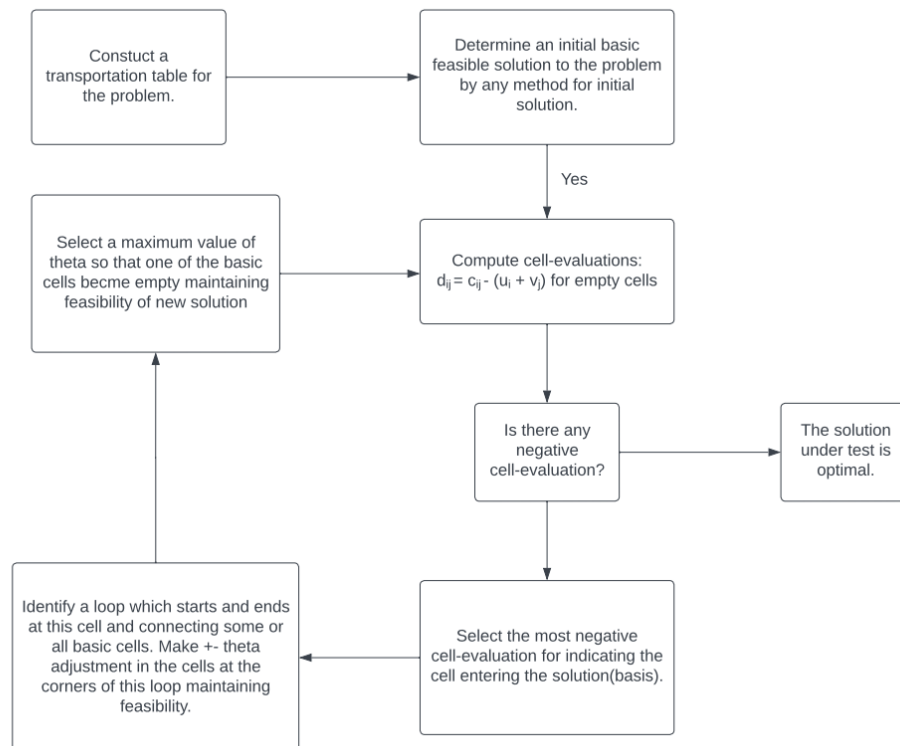 Constuct a
transportation table for
the problem.
Determine an initial basic
feasible solution to the problem
by any method for initial
solution.
Yes
Select a maximum value of
theta so that one of the basic
cells becme empty maintaining
feasibility of new solution
Compute cell-evaluations:
dij = cij - (ui + vj) for empty cells
Is there any
negative
cell-evaluation?
The solution
under test is
optimal.
Identify a loop which starts and ends
at this cell and connecting some or
all basic cells. Make +- theta
adjustment in the cells at the
corners of this loop maintaining
feasibility.
Select the most negative
cell-evaluation for indicating the
cell entering the solution(basis).